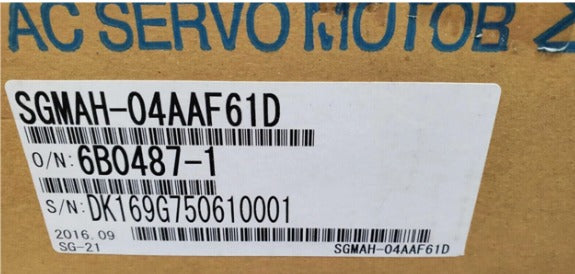 AC SERVO MOTOR
SGMAH-04AAF61D
O/N: 6B0487-1
S/N: DK169G750610001
2016.09
SG-21
SGMAH-04AAF61D